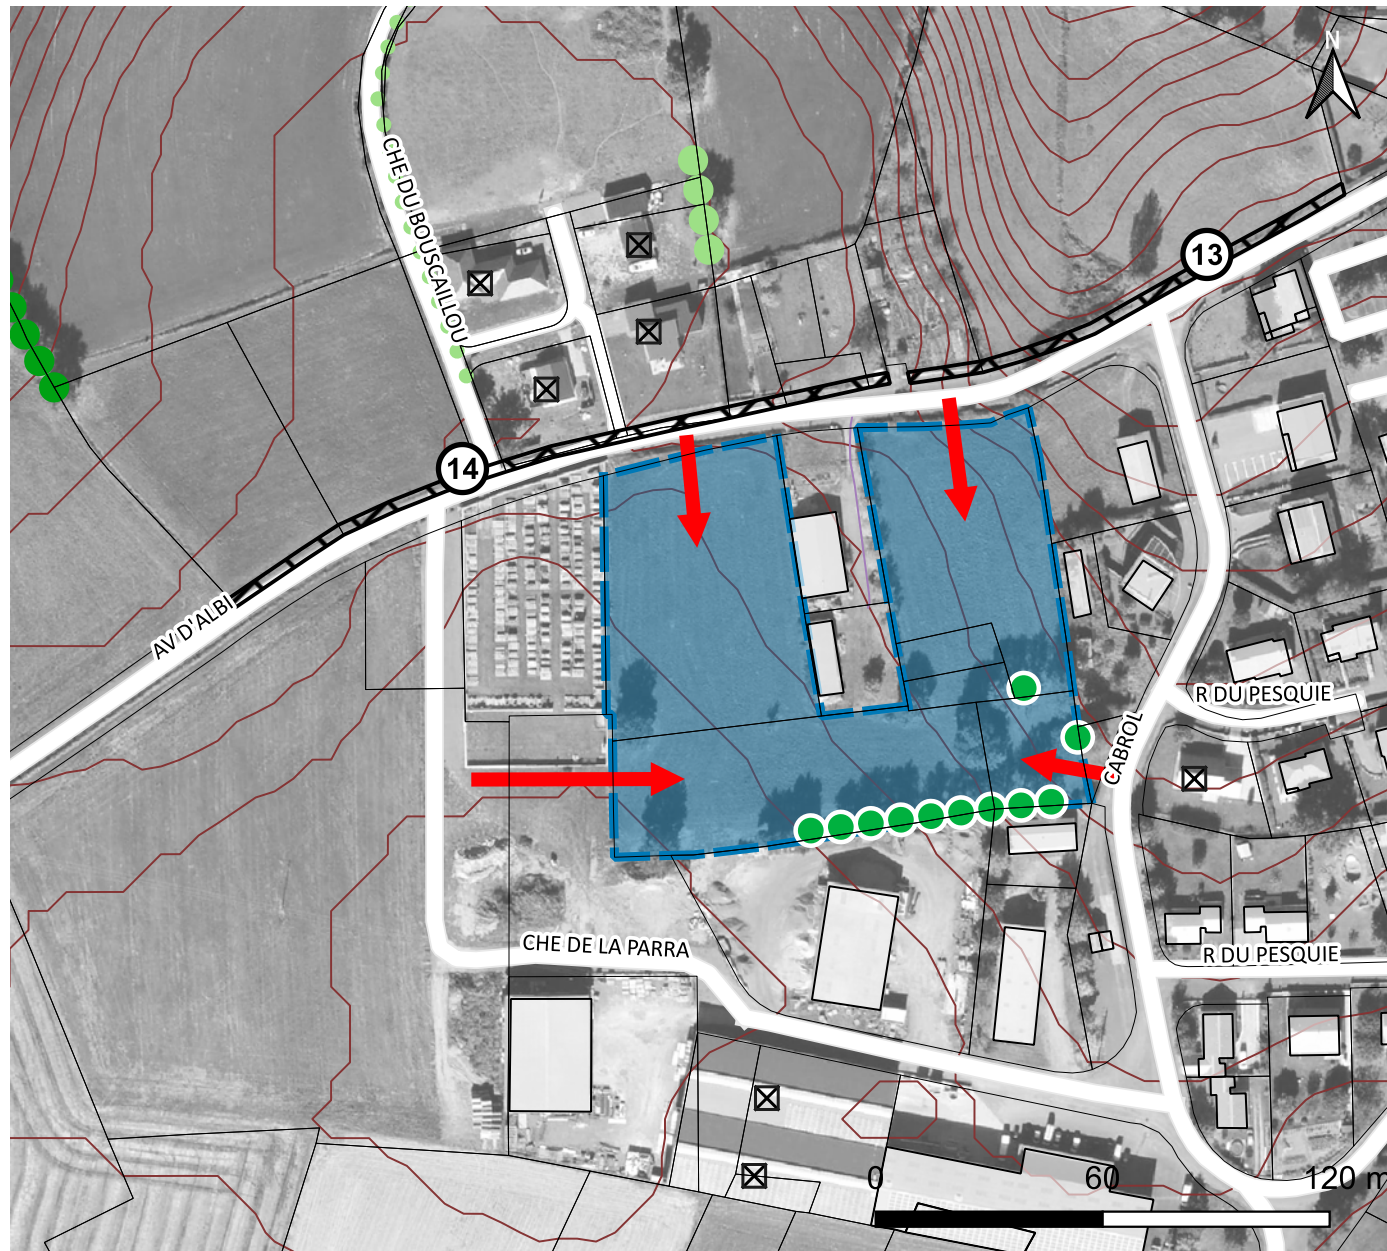 N
CHE DU BOUSCAILLOU
13
14
AV D'ALBI
R DU PESQUIE
CABROL
CHE DE LA PARRA
R DU PESQUIE
0 60 120 m